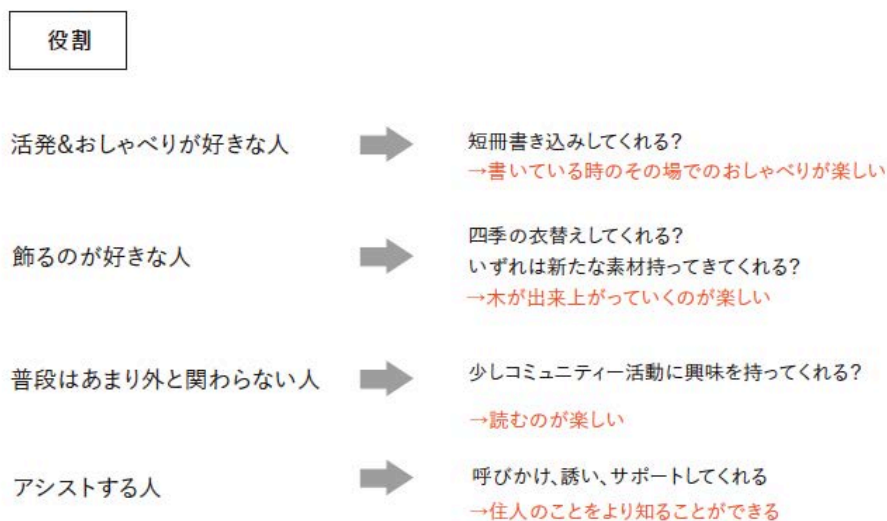 役割
活発&おしゃべりが好きな人
短冊書き込みしてくれる?
→書いている時のその場でのおしゃべりが楽しい
飾るのが好きな人
四季の衣替えしてくれる?
いずれは新たな素材持ってきてくれる?
→木が出来上がっていくのが楽しい
普段はあまり外と関わらない人
少しコミュニティー活動に興味を持ってくれる?
→読むのが楽しい
アシストする人
呼びかけ、誘い、サポートしてくれる
→住人のことをより知ることができる